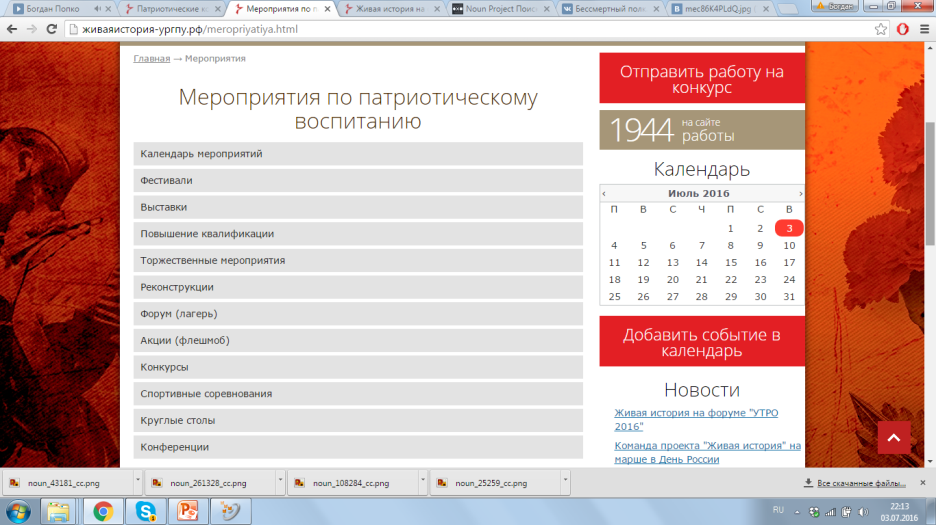 Богдан Попко
Патриотические к
Мероприятия по п
Живая история на
Noun Project Поис
Бессмертный полк
mec86K4PLdQ.jpg
Богдан
живаяистория-ургпу.рф/meropriyatiya.html
Главная → Мероприятия
Мероприятия по патриотическому
воспитанию
Календарь мероприятий
Фестивали
Выставки
Повышение квалификации
Торжественные мероприятия
Реконструкции
Форум (лагерь)
Акции (флешмоб)
Конкурсы
Спортивные соревнования
Круглые столы
Конференции
Отправить работу на
конкурс
1944 на сайте
работы
Календарь
‹ Июль 2016 ›
П В С Ч П С В
1 2 3
4 5 6 7 8 9 10
11 12 13 14 15 16 17
18 19 20 21 22 23 24
25 26 27 28 29 30 31
Добавить событие в
календарь
Новости
Живая история на форуме "УТРО
2016"
Команда проекта "Живая история" на
марше в День России
noun_43181_cc.png
noun_261328_cc.png
noun_108284_cc.png
noun_25259_cc.png
Все скачанные файлы...
RU
22:13
03.07.2016